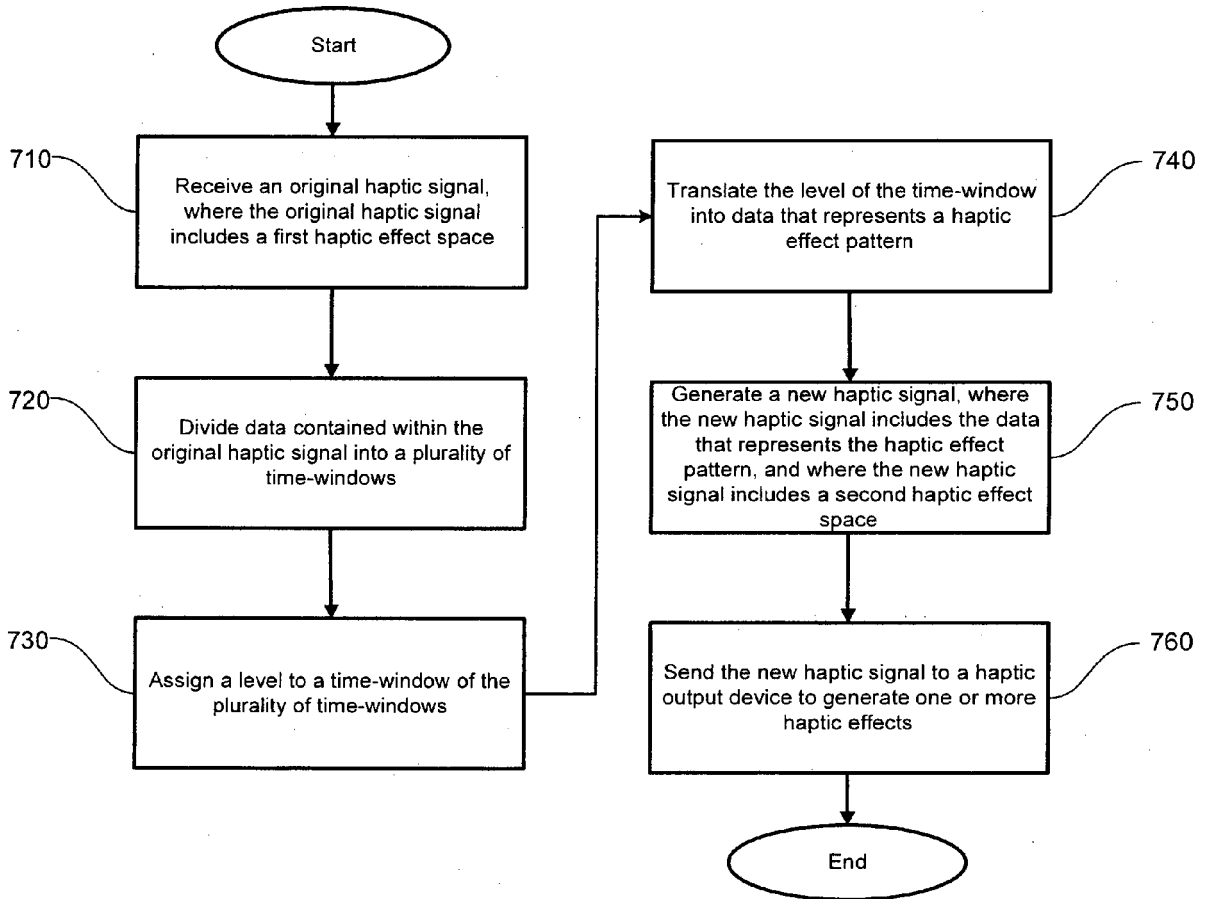 Start
710
Receive an original haptic signal,
where the original haptic signal
includes a first haptic effect space
720
Divide data contained within the
original haptic signal into a plurality of
time-windows
730
Assign a level to a time-window of the
plurality of time-windows
740
Translate the level of the time-window
into data that represents a haptic
effect pattern
750
Generate a new haptic signal, where
the new haptic signal includes the data
that represents the haptic effect
pattern, and where the new haptic
signal includes a second haptic effect
space
760
Send the new haptic signal to a haptic
output device to generate one or more
haptic effects
End